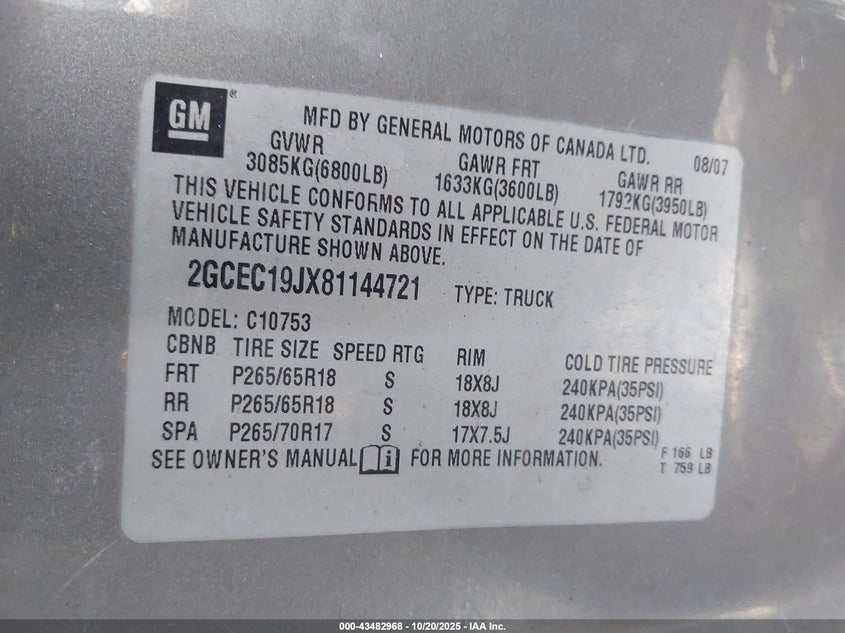 GM ®
MFD BY GENERAL MOTORS OF CANADA LTD. 08/07
GVWR GAWR FRT GAWR RR
3085KG(6800LB) 1633KG(3600LB) 1792KG(3950LB)
THIS VEHICLE CONFORMS TO ALL APPLICABLE U.S. FEDERAL MOTOR
VEHICLE SAFETY STANDARDS IN EFFECT ON THE DATE OF
MANUFACTURE SHOWN ABOVE.
2GCEC19JX81144721 TYPE: TRUCK
MODEL: C10753
CBNB TIRE SIZE SPEED RTG RIM COLD TIRE PRESSURE
FRT P265/65R18 S 18X8J 240KPA(35PSI)
RR P265/65R18 S 18X8J 240KPA(35PSI)
SPA P265/70R17 S 17X7.5J 240KPA(35PSI)
SEE OWNER'S MANUAL i FOR MORE INFORMATION. F 166 LB
T 759 LB
000-43482968 - 10/20/2025 - IAA Inc.